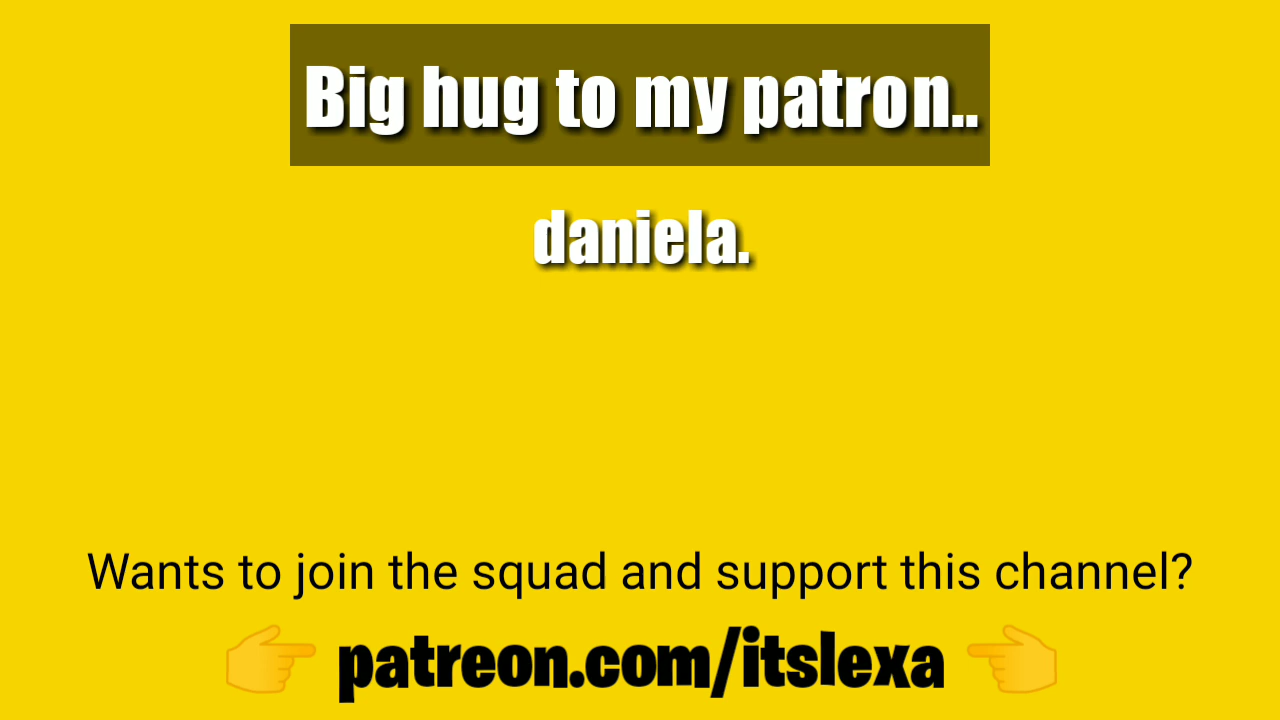 Big hug to my patron..
daniela.
Wants to join the squad and support this channel?
👉 patreon.com/itslexa 👈